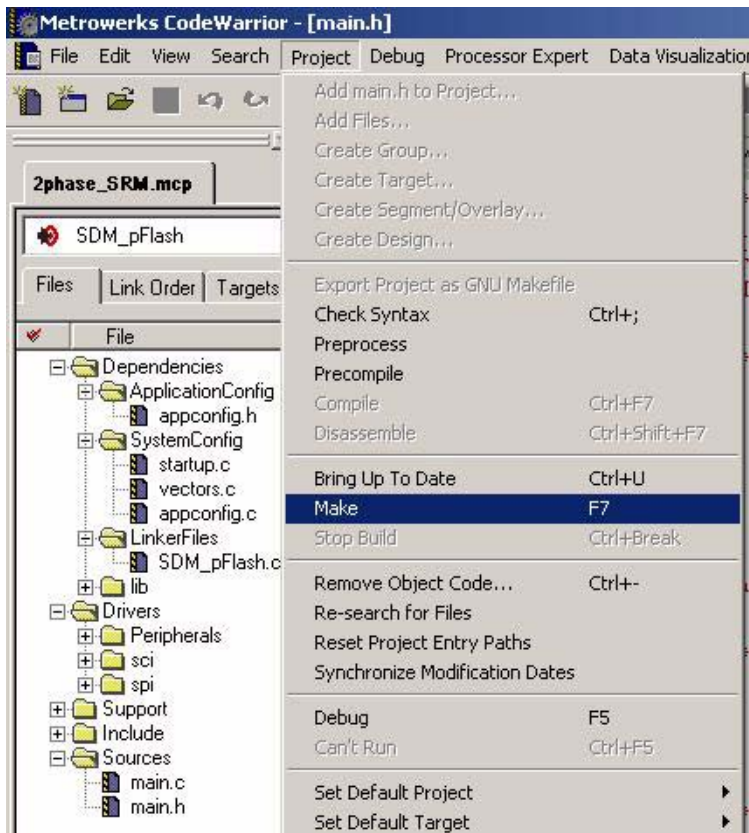 Metrowerks CodeWarrior - [main.h]
File Edit View Search Project Debug Processor Expert Data Visualization
2phase_SRM.mcp
SDM_pFlash
Files Link Order Targets
File
Dependencies
ApplicationConfig
appconfig.h
SystemConfig
startup.c
vectors.c
appconfig.c
LinkerFiles
SDM_pFlash.c
lib
Drivers
Peripherals
sci
spi
Support
Include
Sources
main.c
main.h
Add main.h to Project...
Add Files...
Create Group...
Create Target...
Create Segment/Overlay...
Create Design...
Export Project as GNU Makefile
Check Syntax Ctrl+;
Preprocess
Precompile
Compile Ctrl+F7
Disassemble Ctrl+Shift+F7
Bring Up To Date Ctrl+U
Make F7
Stop Build Ctrl+Break
Remove Object Code... Ctrl+-
Re-search for Files
Reset Project Entry Paths
Synchronize Modification Dates
Debug F5
Can't Run Ctrl+F5
Set Default Project
Set Default Target